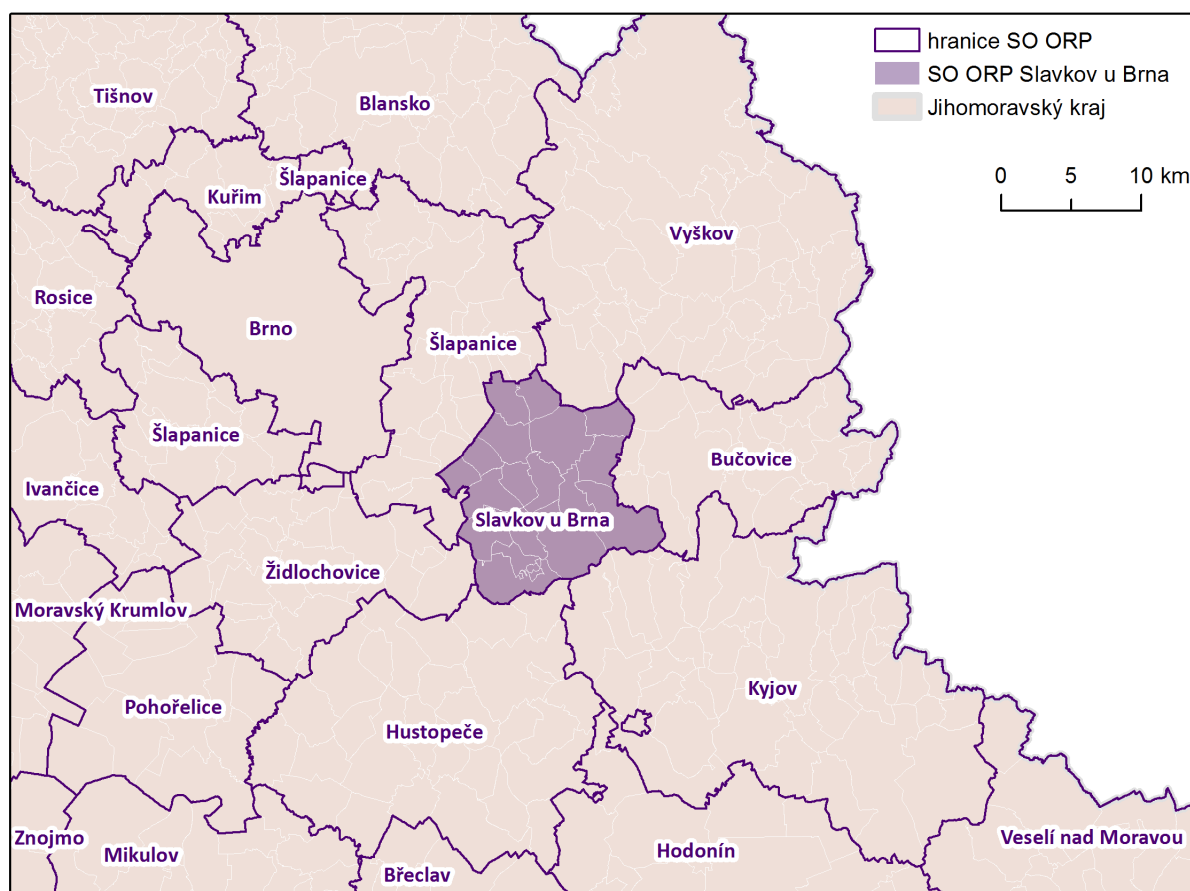 hranice SO ORP
SO ORP Slavkov u Brna
Jihomoravský kraj
0 5 10 km
Tišnov
Blansko
Šlapanice
Kuřim
Vyškov
Rosice
Brno
Šlapanice
Šlapanice
Bučovice
Ivančice
Slavkov u Brna
Židlochovice
Moravský Krumlov
Kyjov
Pohořelice
Hustopeče
Znojmo
Mikulov
Hodonín
Veselí nad Moravou
Břeclav